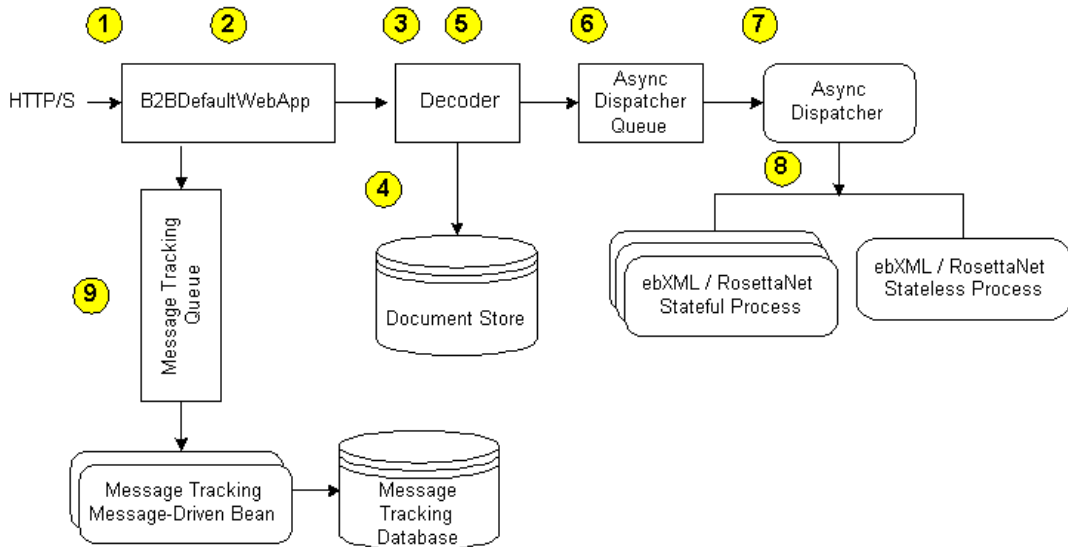 1
2
3
5
6
7
HTTP/S
B2BDefaultWebApp
Decoder
Async
Dispatcher
Queue
Async
Dispatcher
4
8
9
Message Tracking
Queue
Document Store
ebXML / RosettaNet
Stateful Process
ebXML / RosettaNet
Stateless Process
Message Tracking
Message-Driven Bean
Message
Tracking
Database